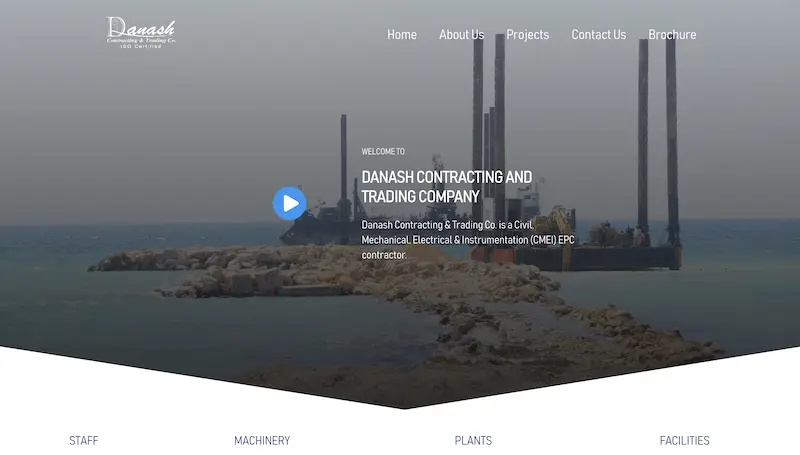 Danash
Contracting & Trading Co.
ISO Certified
Home
About Us
Projects
Contact Us
Brochure
WELCOME TO
DANASH CONTRACTING AND
TRADING COMPANY
Danash Contracting & Trading Co. is a Civil,
Mechanical, Electrical & Instrumentation (CMEI) EPC
contractor.
STAFF
MACHINERY
PLANTS
FACILITIES